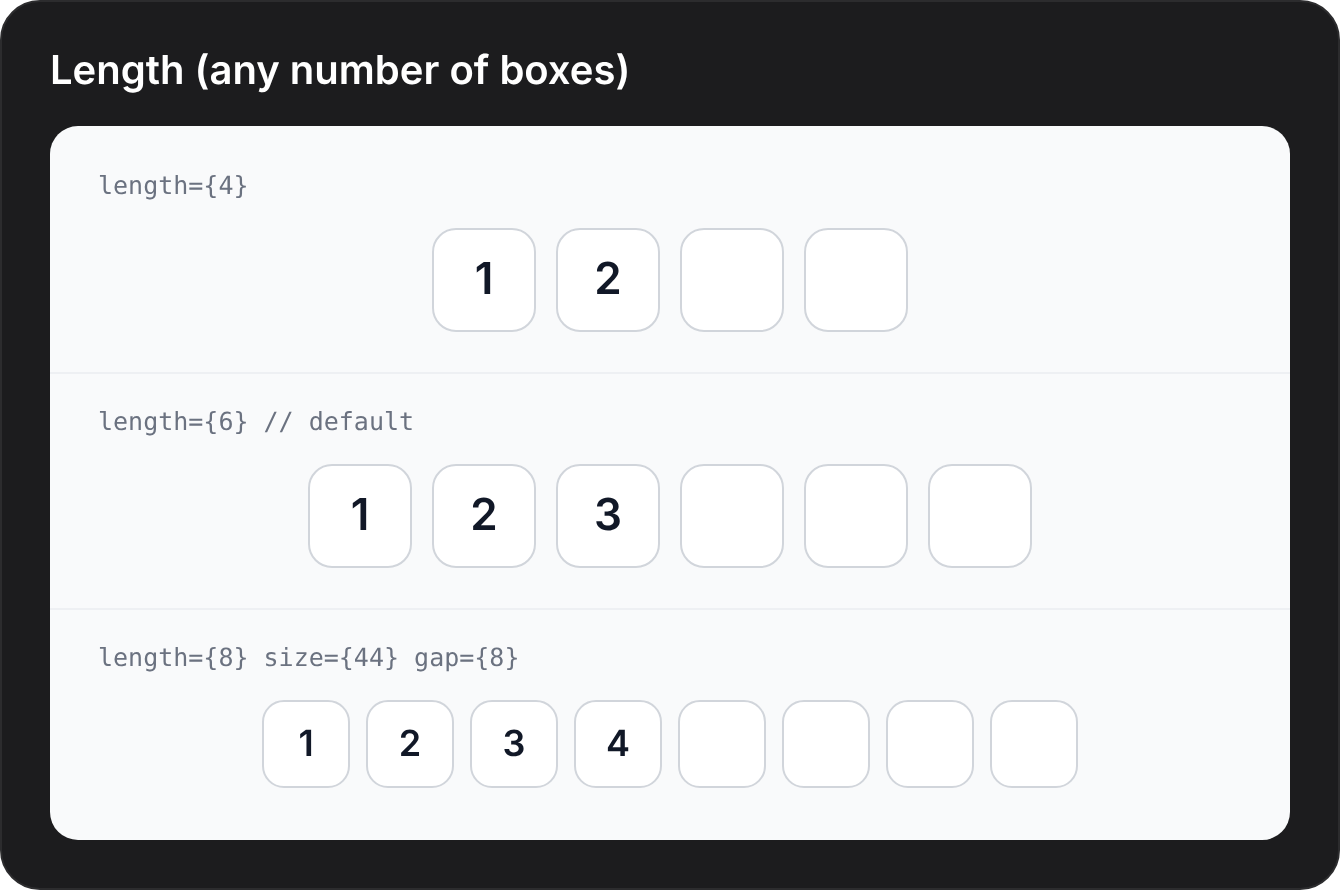 Length (any number of boxes)
length={4}
1 2
length={6} // default
1 2 3
length={8} size={44} gap={8}
1 2 3 4